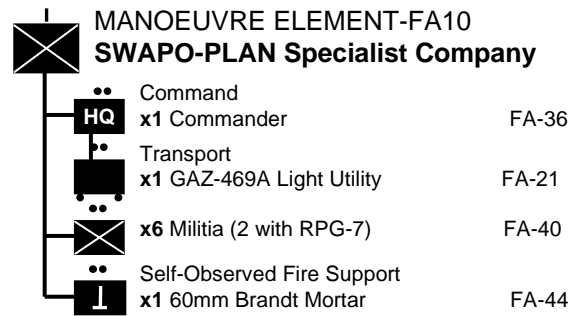 MANOEUVRE ELEMENT-FA10
SWAPO-PLAN Specialist Company
Command
HQ x1 Commander FA-36
Transport
x1 GAZ-469A Light Utility FA-21
x6 Militia (2 with RPG-7) FA-40
Self-Observed Fire Support
x1 60mm Brandt Mortar FA-44